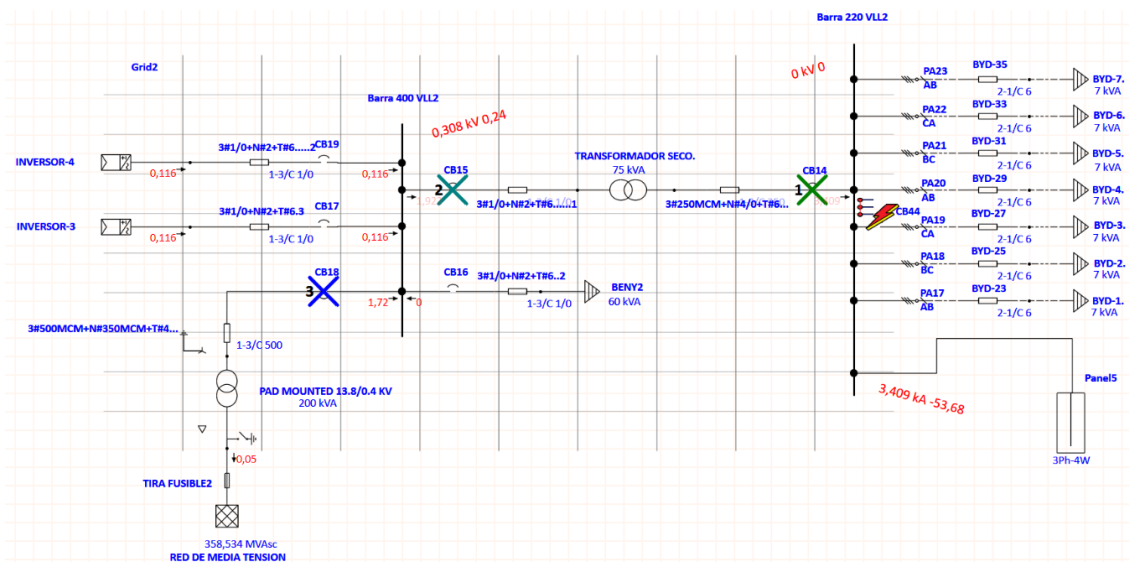 Barra 220 VLL2
Grid2
0 kV 0
PA23
AB
BYD-35
2-1/C 6
BYD-7.
7 kVA
Barra 400 VLL2
0,308 kV 0,24
PA22
CA
BYD-33
2-1/C 6
BYD-6.
7 kVA
INVERSOR-4
0,116
3#1/0+N#2+T#6.....2
CB19
1-3/C 1/0
0,116
PA21
BC
BYD-31
2-1/C 6
BYD-5.
7 kVA
2
CB15
3#1/0+N#2+T#6......1
TRANSFORMADOR SECO.
75 kVA
3#250MCM+N#4/0+T#6...
1
CB14
PA20
AB
BYD-29
2-1/C 6
BYD-4.
7 kVA
INVERSOR-3
0,116
3#1/0+N#2+T#6.3
CB17
1-3/C 1/0
0,116
CB44
PA19
CA
BYD-27
2-1/C 6
BYD-3.
7 kVA
3
CB18
1,72
0
CB16
3#1/0+N#2+T#6..2
1-3/C 1/0
BENY2
60 kVA
PA18
BC
BYD-25
2-1/C 6
BYD-2.
7 kVA
PA17
AB
BYD-23
2-1/C 6
BYD-1.
7 kVA
3#500MCM+N#350MCM+T#4...
1-3/C 500
PAD MOUNTED 13.8/0.4 KV
200 kVA
3,409 kA -53,68
Panel5
3Ph-4W
0,05
TIRA FUSIBLE2
358,534 MVAsc
RED DE MEDIA TENSION